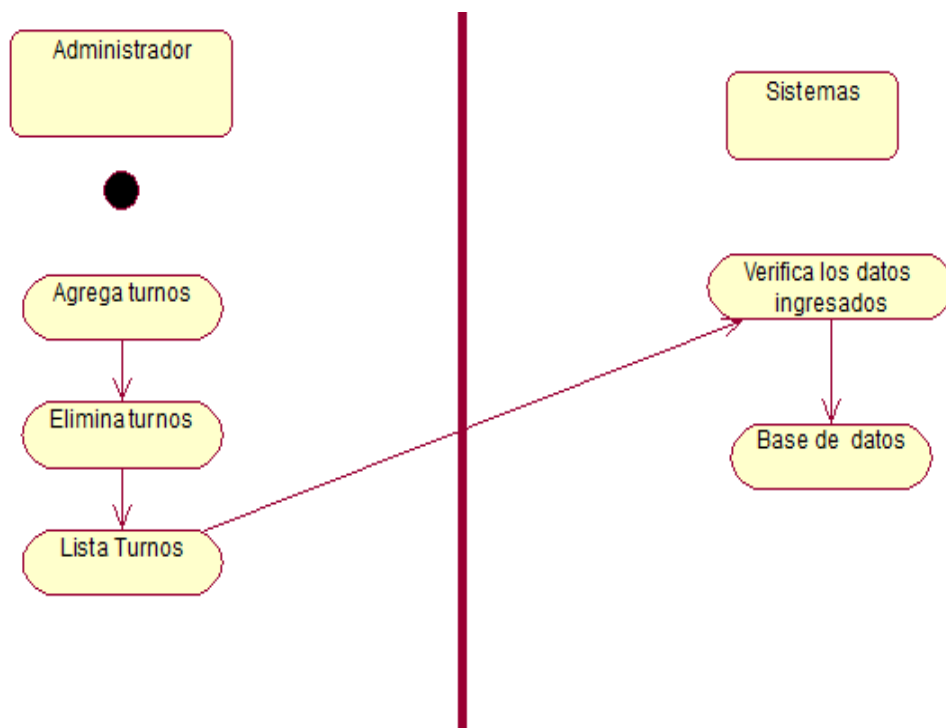 Administrador
Sistemas
Agrega turnos
Elimina turnos
Lista Turnos
Verifica los datos
ingresados
Base de datos